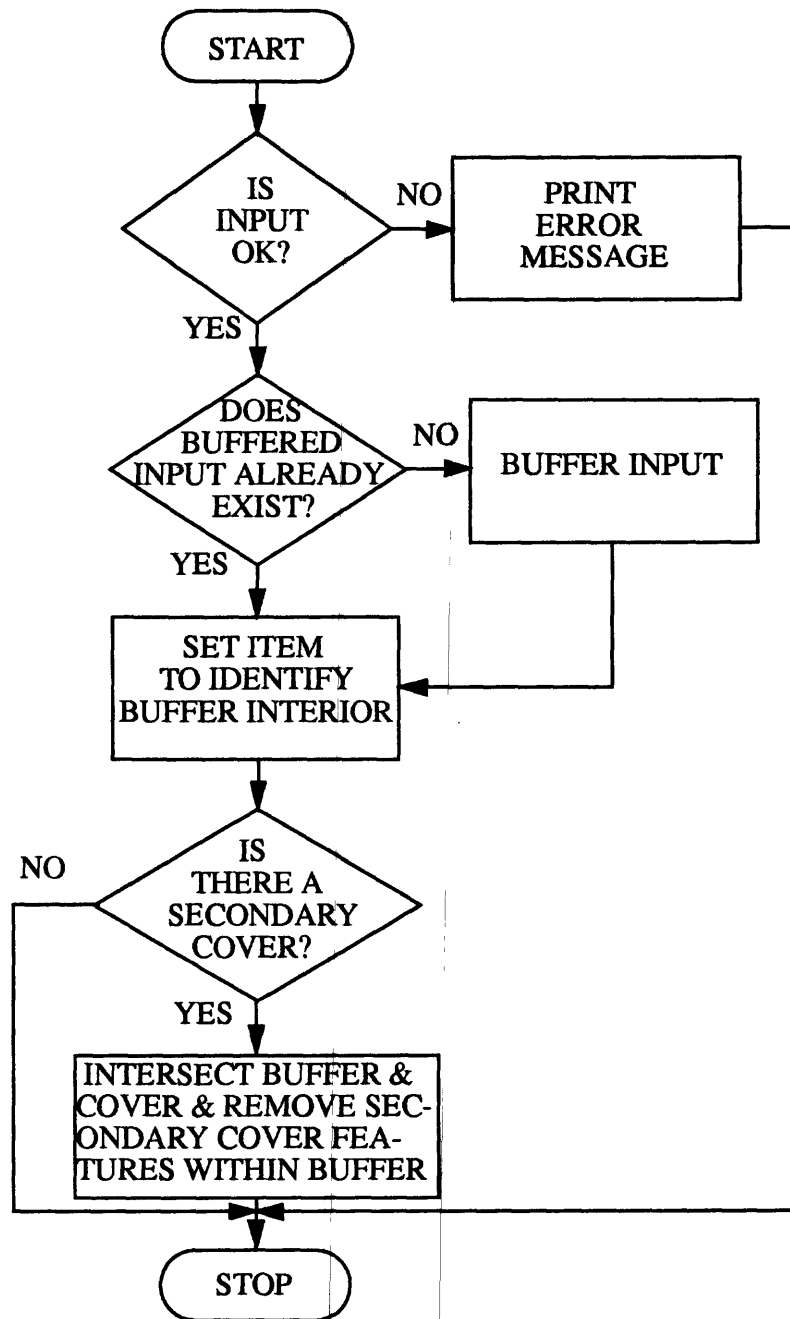 START
IS
INPUT
OK?
NO
PRINT
ERROR
MESSAGE
YES
DOES
BUFFERED
INPUT ALREADY
EXIST?
NO
BUFFER INPUT
YES
SET ITEM
TO IDENTIFY
BUFFER INTERIOR
IS
THERE A
SECONDARY
COVER?
NO
YES
INTERSECT BUFFER &
COVER & REMOVE SEC-
ONDARY COVER FEA-
TURES WITHIN BUFFER
STOP